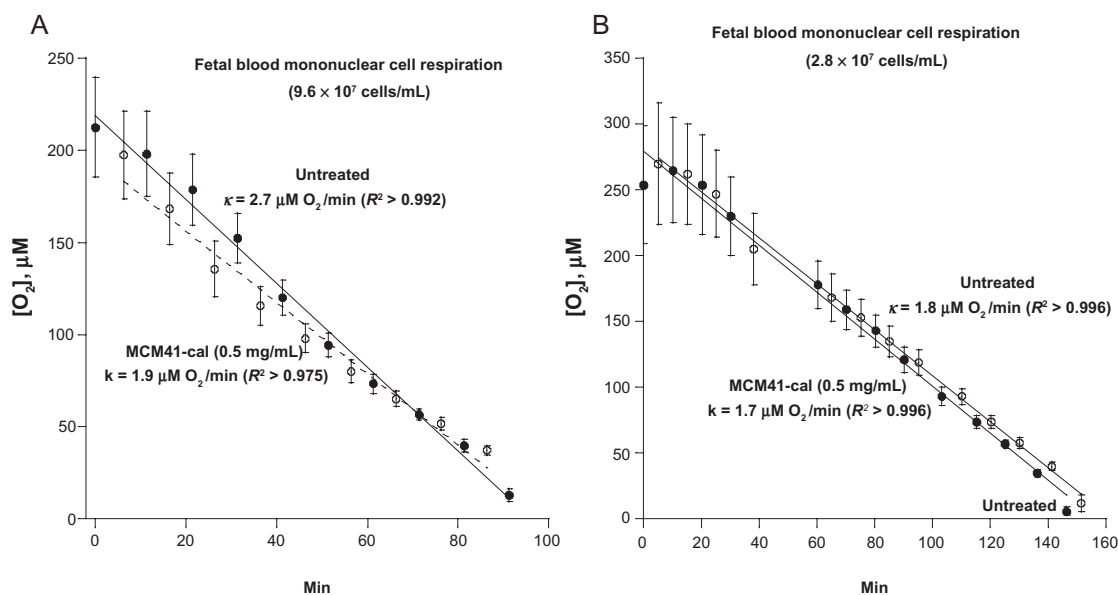 A
Fetal blood mononuclear cell respiration
(9.6 × 10⁷ cells/mL)
250
200
150
100
50
0
[O₂], μM
Untreated
κ = 2.7 μM O₂/min (R² > 0.992)
MCM41-cal (0.5 mg/mL)
k = 1.9 μM O₂/min (R² > 0.975)
0 20 40 60 80 100
Min
B
Fetal blood mononuclear cell respiration
(2.8 × 10⁷ cells/mL)
350
300
250
200
150
100
50
0
[O₂], μM
Untreated
κ = 1.8 μM O₂/min (R² > 0.996)
MCM41-cal (0.5 mg/mL)
k = 1.7 μM O₂/min (R² > 0.996)
Untreated
0 20 40 60 80 100 120 140 160
Min